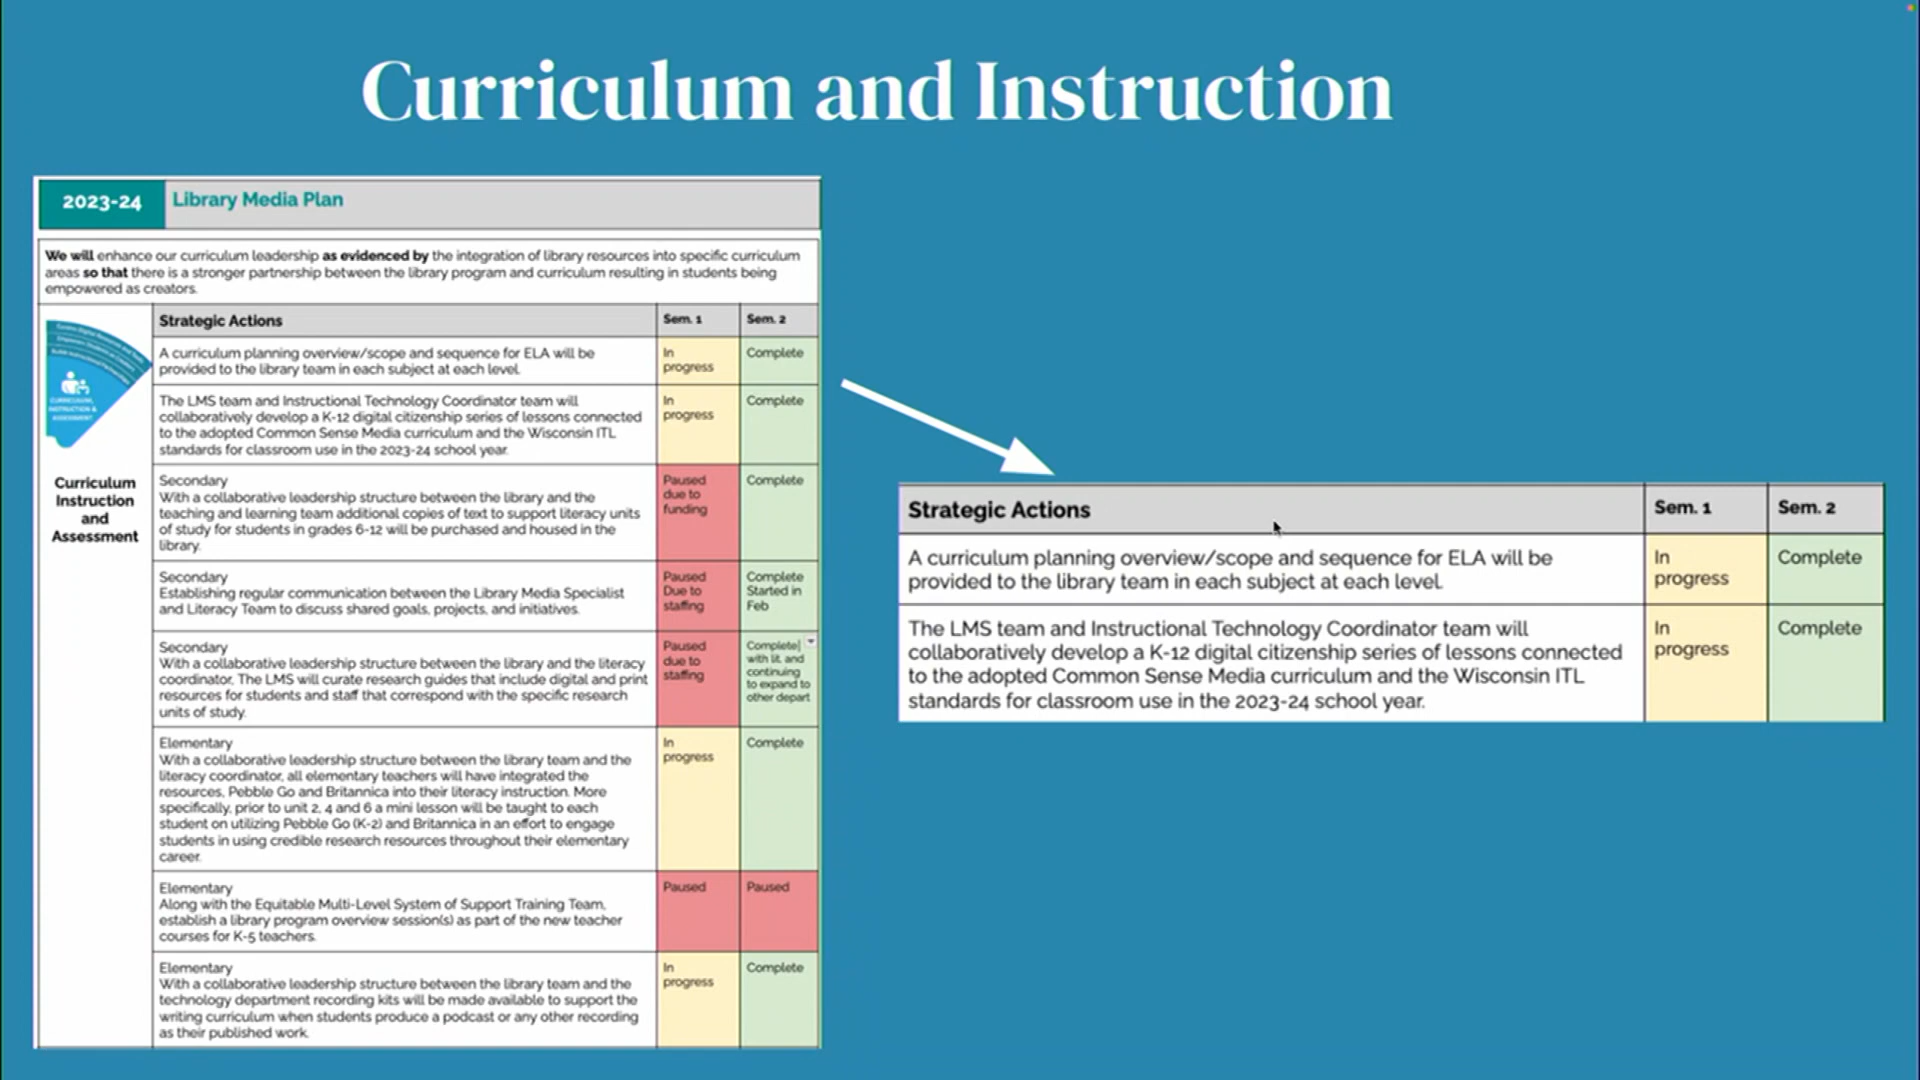 Curriculum and Instruction
2023-24
Library Media Plan
We will enhance our curriculum leadership as evidenced by the integration of library resources into specific curriculum
areas so that there is a stronger partnership between the library program and curriculum resulting in students being
empowered as creators.
Strategic Actions
Sem. 1
Sem. 2
CURRICULUM,
INSTRUCTION &
ASSESSMENT
Curriculum
Instruction
and
Assessment
A curriculum planning overview/scope and sequence for ELA will be
provided to the library team in each subject at each level.
In
progress
Complete
The LMS team and Instructional Technology Coordinator team will
collaboratively develop a K-12 digital citizenship series of lessons connected
to the adopted Common Sense Media curriculum and the Wisconsin ITL
standards for classroom use in the 2023-24 school year.
In
progress
Complete
Secondary
With a collaborative leadership structure between the library and the
teaching and learning team additional copies of text to support literacy units
of study for students in grades 6-12 will be purchased and housed in the
library.
Paused
due to
funding
Complete
Secondary
Establishing regular communication between the Library Media Specialist
and Literacy Team to discuss shared goals, projects, and initiatives.
Paused
Due to
staffing
Complete
Started in
Feb
Secondary
With a collaborative leadership structure between the library and the literacy
coordinator, The LMS will curate research guides that include digital and print
resources for students and staff that correspond with the specific research
units of study.
Paused
due to
staffing
Complete
with lit. and
continuing
to expand to
other depart
Elementary
With a collaborative leadership structure between the library team and the
literacy coordinator, all elementary teachers will have integrated the
resources, Pebble Go and Britannica into their literacy instruction. More
specifically, prior to unit 2, 4 and 6 a mini lesson will be taught to each
student on utilizing Pebble Go (K-2) and Britannica in an effort to engage
students in using credible research resources throughout their elementary
career.
In
progress
Complete
Elementary
Along with the Equitable Multi-Level System of Support Training Team,
establish a library program overview session(s) as part of the new teacher
courses for K-5 teachers.
Paused
Paused
Elementary
With a collaborative leadership structure between the library team and the
technology department recording kits will be made available to support the
writing curriculum when students produce a podcast or any other recording
as their published work.
In
progress
Complete
Strategic Actions
Sem. 1
Sem. 2
A curriculum planning overview/scope and sequence for ELA will be
provided to the library team in each subject at each level.
In
progress
Complete
The LMS team and Instructional Technology Coordinator team will
collaboratively develop a K-12 digital citizenship series of lessons connected
to the adopted Common Sense Media curriculum and the Wisconsin ITL
standards for classroom use in the 2023-24 school year.
In
progress
Complete